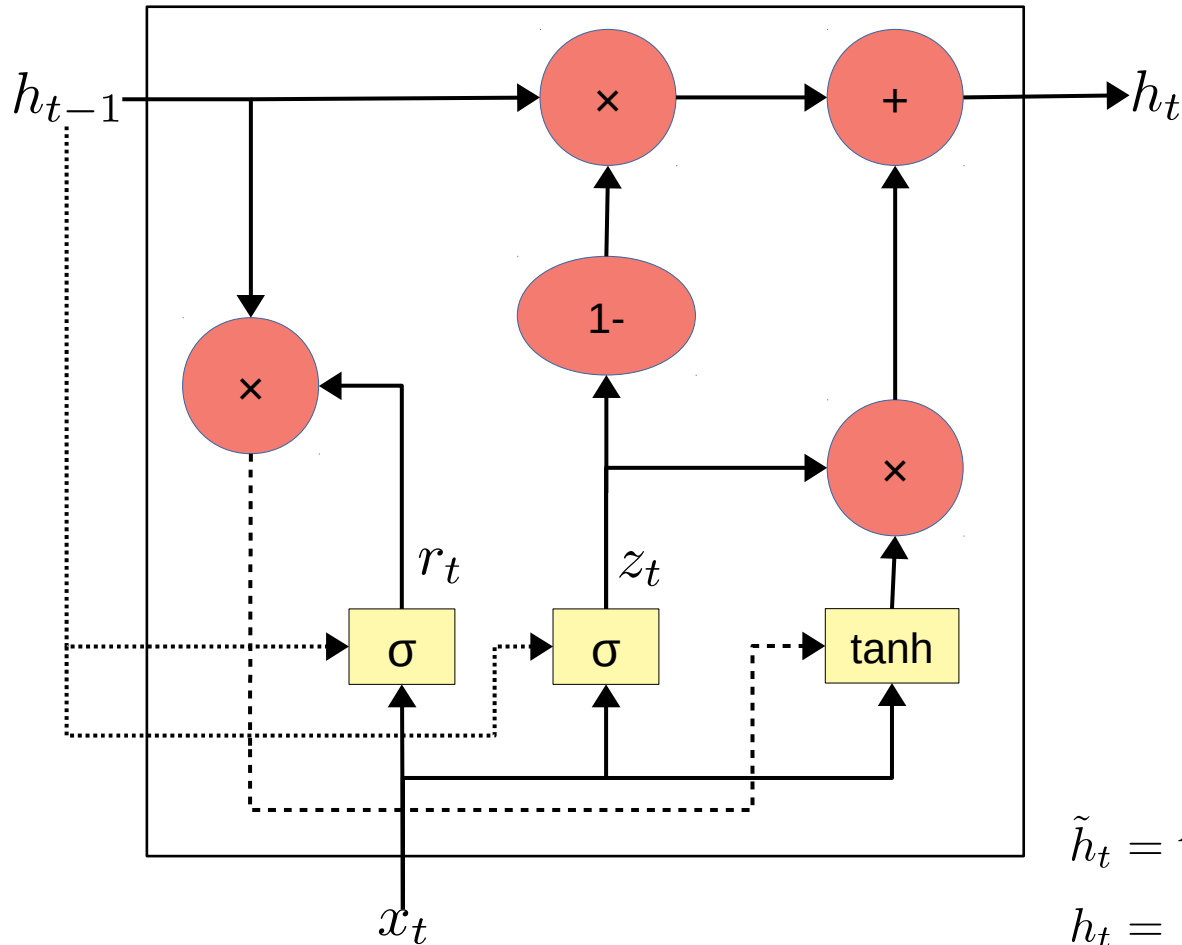 h_{t-1} × + h_t
1-
×
×
r_t z_t
σ σ tanh
h̃_t =
x_t
h_t =